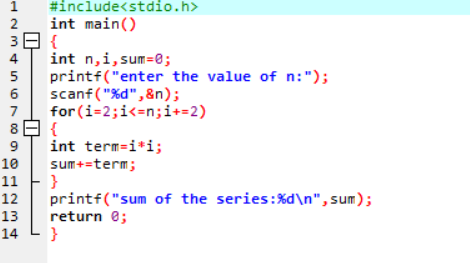 1 #include<stdio.h>
2 int main()
3 {
4 int n,i,sum=0;
5 printf("enter the value of n:");
6 scanf("%d",&n);
7 for(i=2;i<=n;i+=2)
8 {
9 int term=i*i;
10 sum+=term;
11 }
12 printf("sum of the series:%d\n",sum);
13 return 0;
14 }